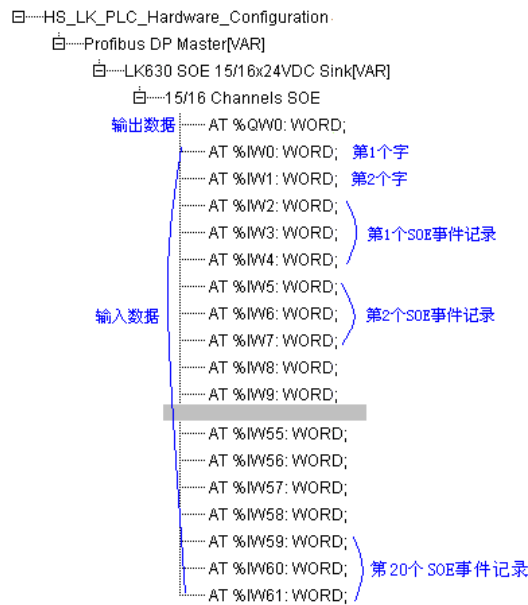 HS_LK_PLC_Hardware_Configuration
Profibus DP Master[VAR]
LK630 SOE 15/16x24VDC Sink[VAR]
15/16 Channels SOE
输出数据 AT %QW0: WORD;
AT %IW0: WORD; 第1个字
AT %IW1: WORD; 第2个字
AT %IW2: WORD;
AT %IW3: WORD; 第1个SOE事件记录
AT %IW4: WORD;
AT %IW5: WORD;
输入数据 AT %IW6: WORD; 第2个SOE事件记录
AT %IW7: WORD;
AT %IW8: WORD;
AT %IW9: WORD;
AT %IW55: WORD;
AT %IW56: WORD;
AT %IW57: WORD;
AT %IW58: WORD;
AT %IW59: WORD;
AT %IW60: WORD; 第20个SOE事件记录
AT %IW61: WORD;